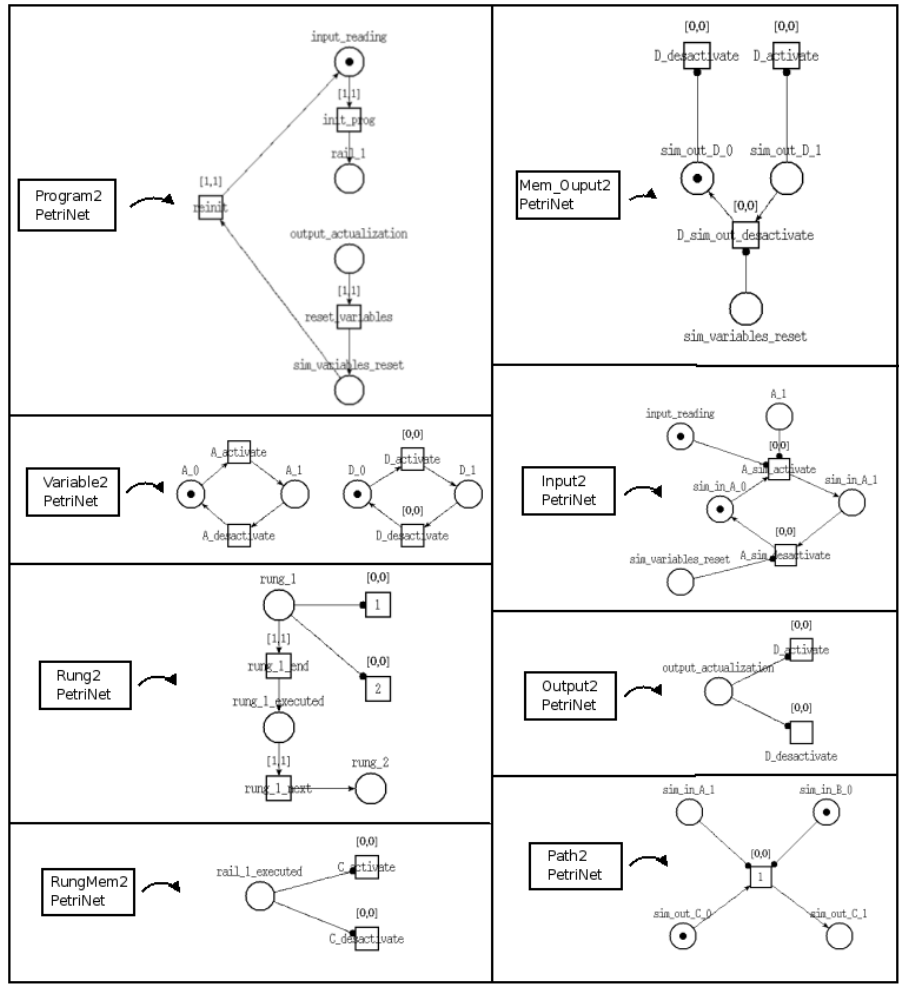 input_reading
[1,1]
init_prog
rail_1
[1,1]
reinit
Program2
PetriNet
output_actualization
[1,1]
reset_variables
sim_variables_reset
[0,0] [0,0]
D_desactivate D_activate
sim_out_D_0 sim_out_D_1
Mem_Ouput2
PetriNet
[0,0]
D_sim_out_desactivate
sim_variables_reset
Variable2
PetriNet
A_activate
A_0 A_1
A_desactivate
[0,0]
D_activate
D_0 D_1
[0,0]
D_desactivate
Input2
PetriNet
A_1
input_reading
[0,0]
A_sim_activate
sim_in_A_0 sim_in_A_1
[0,0]
A_sim_desactivate
sim_variables_reset
Rung2
PetriNet
rung_1
[0,0]
1
[1,1]
rung_1_end
[0,0]
2
rung_1_executed
[1,1]
rung_1_next
rung_2
Output2
PetriNet
[0,0]
D_activate
output_actualization
[0,0]
D_desactivate
RungMem2
PetriNet
[0,0]
C_activate
rail_1_executed
[0,0]
C_desactivate
Path2
PetriNet
sim_in_A_1 sim_in_B_0
[0,0]
1
sim_out_C_0 sim_out_C_1